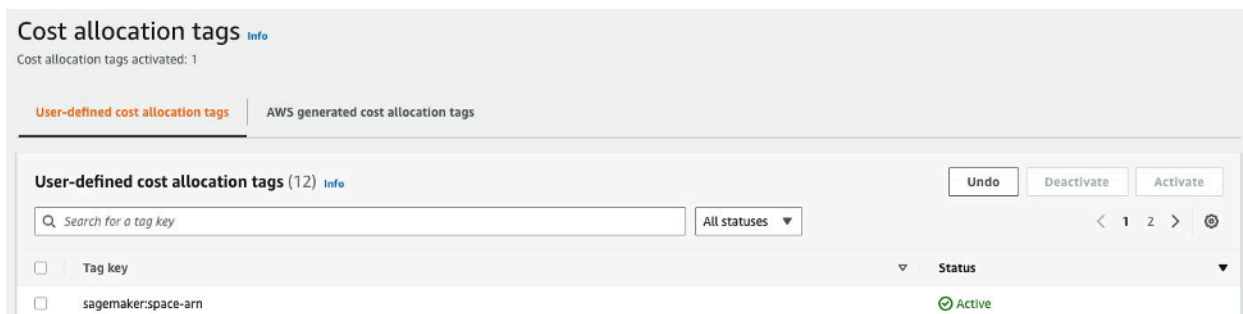 Cost allocation tags Info
Cost allocation tags activated: 1
User-defined cost allocation tags AWS generated cost allocation tags
User-defined cost allocation tags (12) Info Undo Deactivate Activate
Search for a tag key All statuses 1 2
Tag key Status
sagemaker:space-arn Active